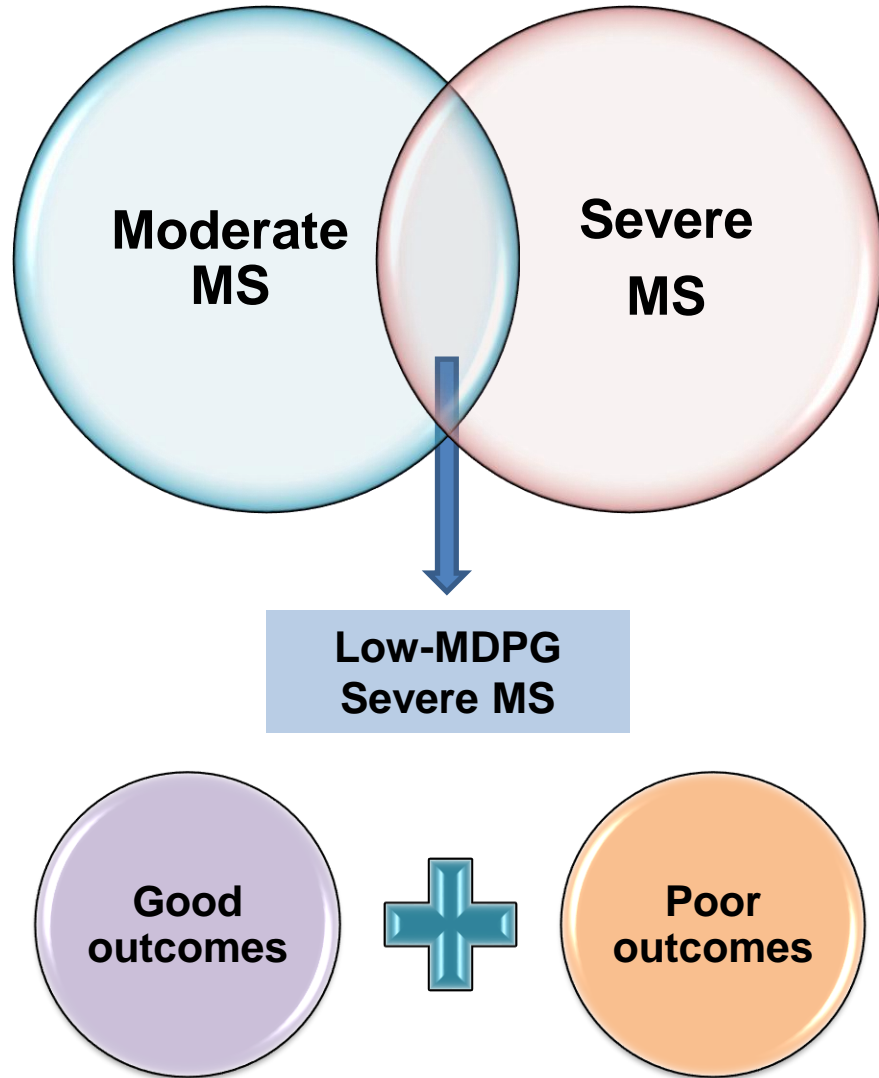 Moderate
MS
Severe
MS
Low-MDPG
Severe MS
Good
outcomes
Poor
outcomes